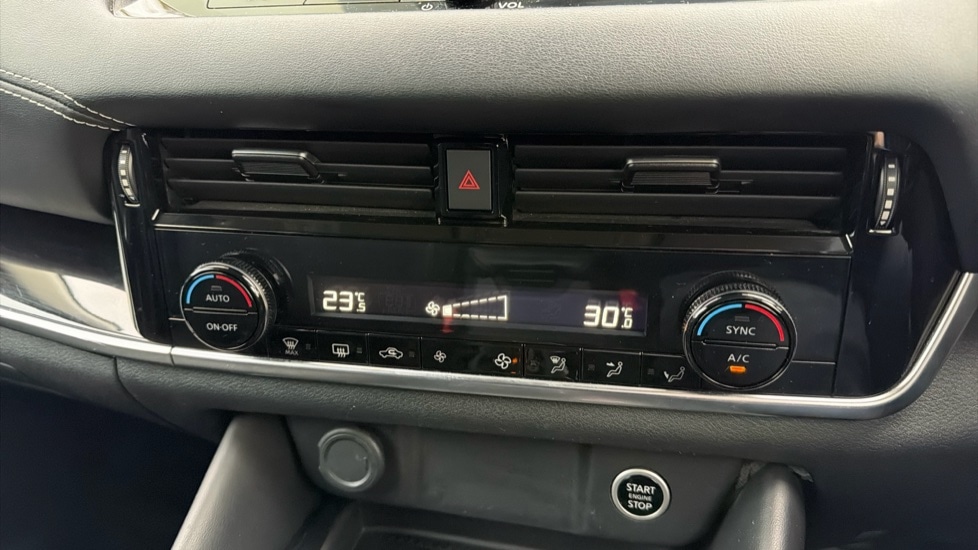 VOL
AUTO
ON·OFF
23.5°C
30.0°C
SYNC
A/C
MAX
START
ENGINE
STOP